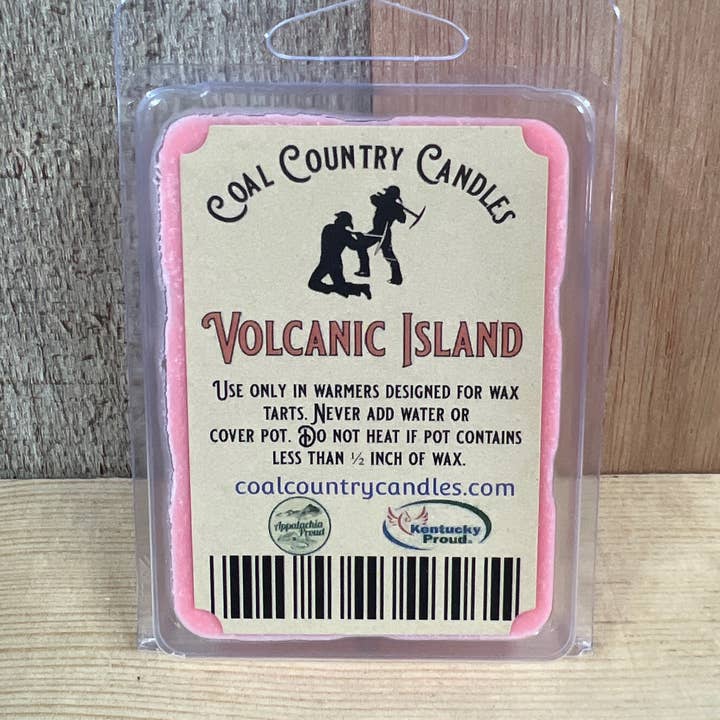 Coal Country Candles
Volcanic Island
Use only in warmers designed for wax
tarts. Never add water or
cover pot. Do not heat if pot contains
less than ½ inch of wax.
coalcountrycandles.com
Appalachia
Proud
Kentucky
Proud